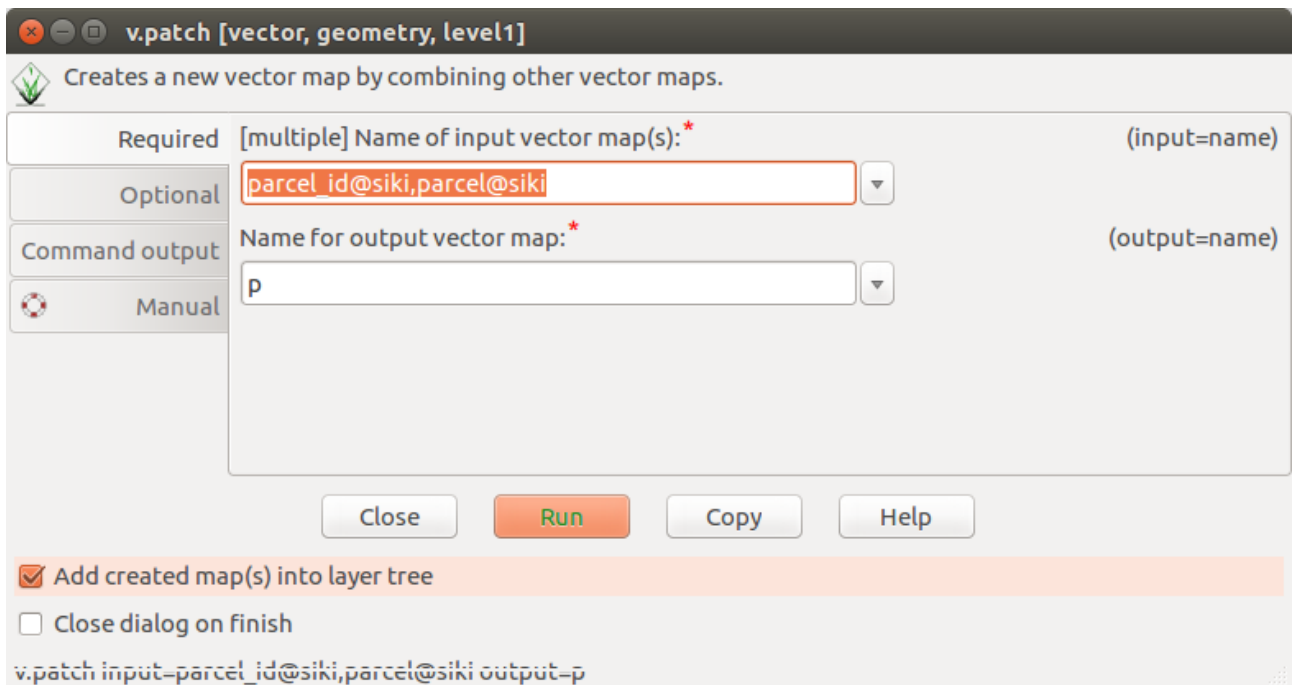 v.patch [vector, geometry, level1]
Creates a new vector map by combining other vector maps.
Required
[multiple] Name of input vector map(s):* (input=name)
parcel_id@siki,parcel@siki
Optional
Name for output vector map:* (output=name)
Command output
p
Manual
Close Run Copy Help
Add created map(s) into layer tree
Close dialog on finish
v.patch input=parcel_id@siki,parcel@siki output=p